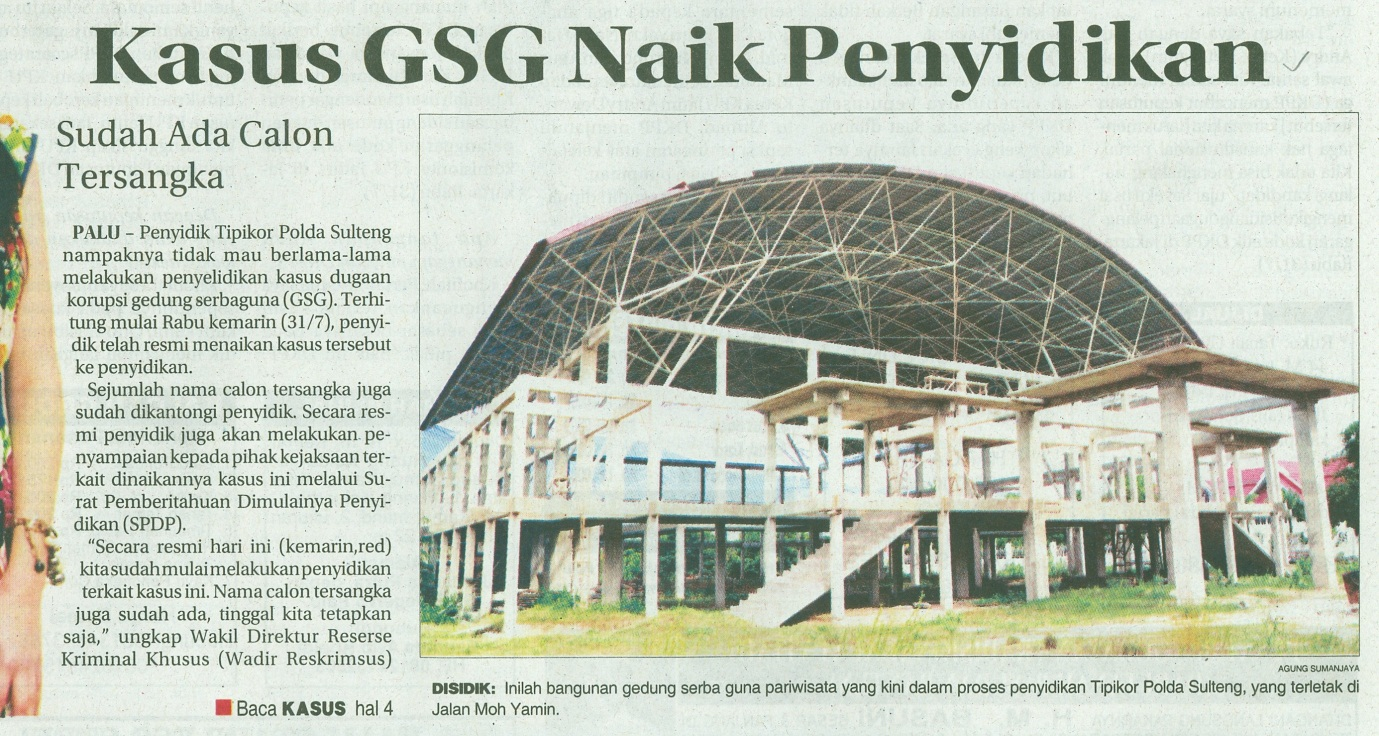 Kasus GSG Naik Penyidikan
Sudah Ada Calon
Tersangka
PALU – Penyidik Tipikor Polda Sulteng
nampaknya tidak mau berlama-lama
melakukan penyelidikan kasus dugaan
korupsi gedung serbaguna (GSG). Terhi-
tung mulai Rabu kemarin (31/7), penyi-
dik telah resmi menaikan kasus tersebut
ke penyidikan.
Sejumlah nama calon tersangka juga
sudah dikantongi penyidik. Secara res-
mi penyidik juga akan melakukan pe-
nyampaian kepada pihak kejaksaan ter-
kait dinaikannya kasus ini melalui Su-
rat Pemberitahuan Dimulainya Penyi-
dikan (SPDP).
“Secara resmi hari ini (kemarin,red)
kita sudah mulai melakukan penyidikan
terkait kasus ini. Nama calon tersangka
juga sudah ada, tinggal kita tetapkan
saja,” ungkap Wakil Direktur Reserse
Kriminal Khusus (Wadir Reskrimsus)
Baca KASUS hal 4
AGUNG SUMANJAYA
DISIDIK: Inilah bangunan gedung serba guna pariwisata yang kini dalam proses penyidikan Tipikor Polda Sulteng, yang terletak di
Jalan Moh Yamin.